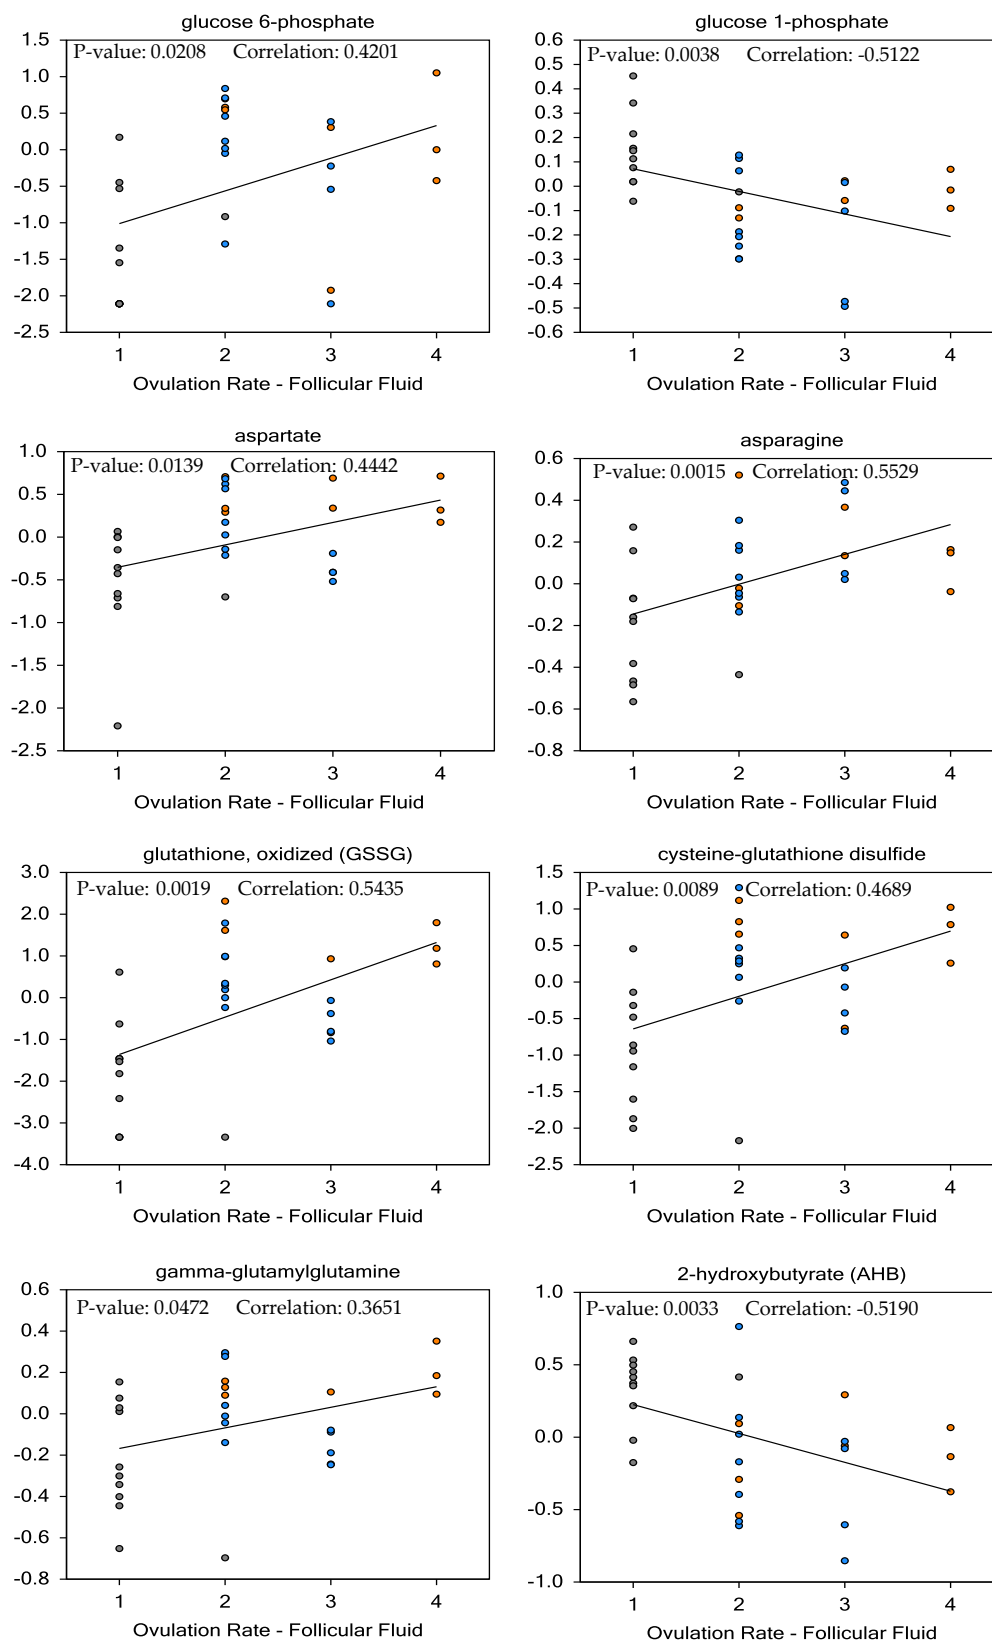 glucose 6-phosphate
P-value: 0.0208 Correlation: 0.4201
1.5
1.0
0.5
0.0
-0.5
-1.0
-1.5
-2.0
-2.5
1 2 3 4
Ovulation Rate - Follicular Fluid
glucose 1-phosphate
P-value: 0.0038 Correlation: -0.5122
0.6
0.5
0.4
0.3
0.2
0.1
0.0
-0.1
-0.2
-0.3
-0.4
-0.5
-0.6
1 2 3 4
Ovulation Rate - Follicular Fluid
aspartate
P-value: 0.0139 Correlation: 0.4442
1.0
0.5
0.0
-0.5
-1.0
-1.5
-2.0
-2.5
1 2 3 4
Ovulation Rate - Follicular Fluid
asparagine
P-value: 0.0015 Correlation: 0.5529
0.6
0.4
0.2
0.0
-0.2
-0.4
-0.6
-0.8
1 2 3 4
Ovulation Rate - Follicular Fluid
glutathione, oxidized (GSSG)
P-value: 0.0019 Correlation: 0.5435
3.0
2.0
1.0
0.0
-1.0
-2.0
-3.0
-4.0
1 2 3 4
Ovulation Rate - Follicular Fluid
cysteine-glutathione disulfide
P-value: 0.0089 Correlation: 0.4689
1.5
1.0
0.5
0.0
-0.5
-1.0
-1.5
-2.0
-2.5
1 2 3 4
Ovulation Rate - Follicular Fluid
gamma-glutamylglutamine
P-value: 0.0472 Correlation: 0.3651
0.6
0.4
0.2
0.0
-0.2
-0.4
-0.6
-0.8
1 2 3 4
Ovulation Rate - Follicular Fluid
2-hydroxybutyrate (AHB)
P-value: 0.0033 Correlation: -0.5190
1.0
0.5
0.0
-0.5
-1.0
1 2 3 4
Ovulation Rate - Follicular Fluid